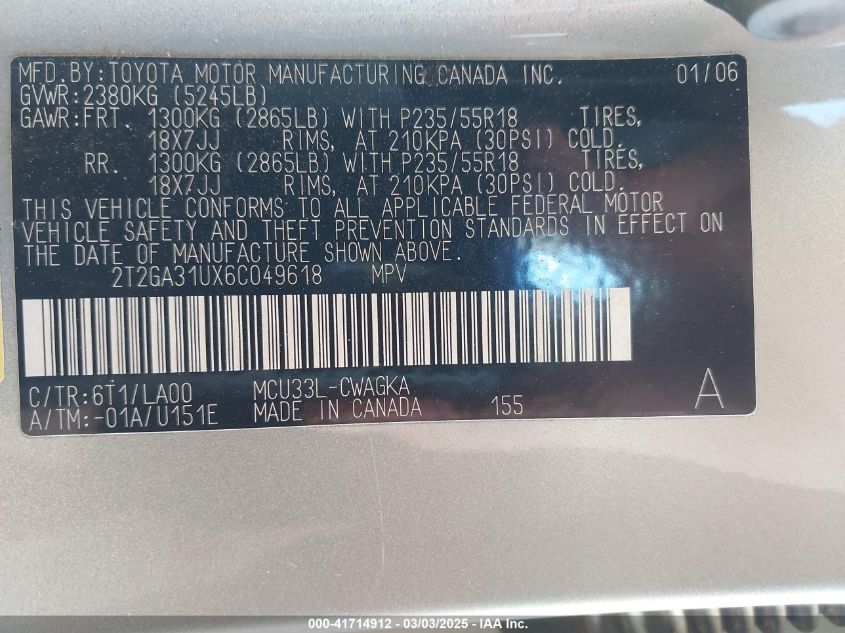 MFD.BY:TOYOTA MOTOR MANUFACTURING CANADA INC. 01/06
GVWR:2380KG (5245LB)
GAWR:FRT. 1300KG (2865LB) WITH P235/55R18 TIRES,
18X7JJ RIMS, AT 210KPA (30PSI) COLD.
RR. 1300KG (2865LB) WITH P235/55R18 TIRES,
18X7JJ RIMS, AT 210KPA (30PSI) COLD.
THIS VEHICLE CONFORMS TO ALL APPLICABLE FEDERAL MOTOR
VEHICLE SAFETY AND THEFT PREVENTION STANDARDS IN EFFECT ON
THE DATE OF MANUFACTURE SHOWN ABOVE.
2T2GA31UX6C049618 MPV
C/TR:6T1/LA00 MCU33L-CWAGKA
A/TM:-01A/U151E MADE IN CANADA 155 A
000-41714912 - 03/03/2025 - IAA Inc.